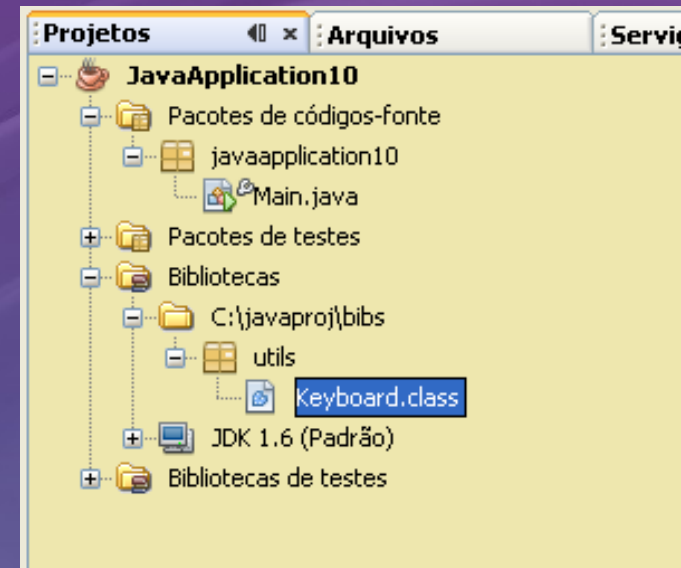 Projetos Arquivos Serviç
JavaApplication10
Pacotes de códigos-fonte
javaapplication10
Main.java
Pacotes de testes
Bibliotecas
C:\javaproj\bibs
utils
Keyboard.class
JDK 1.6 (Padrão)
Bibliotecas de testes